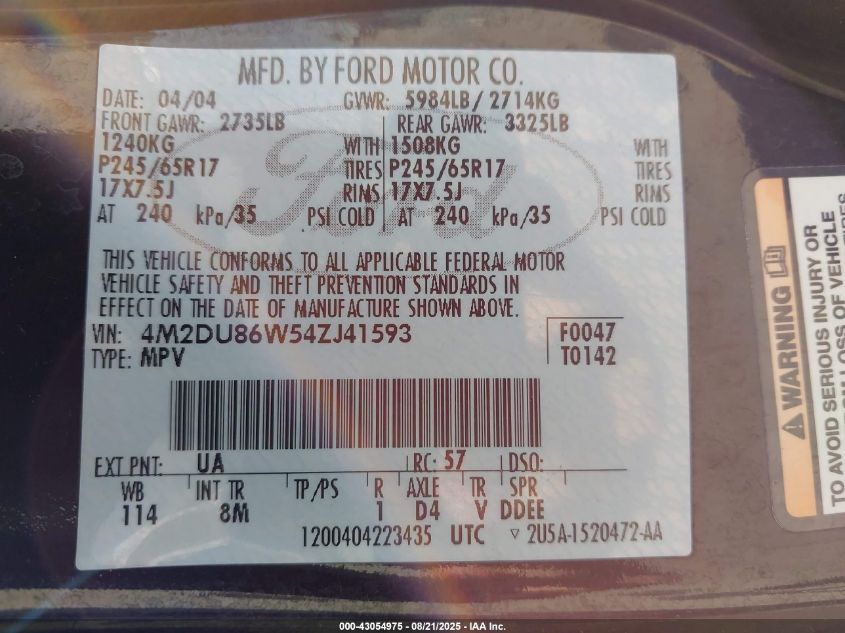 MFD. BY FORD MOTOR CO.
DATE: 04/04 GVWR: 5984LB / 2714KG
FRONT GAWR: 2735LB REAR GAWR: 3325LB
1240KG WITH 1508KG WITH
P245/65R17 TIRES P245/65R17 TIRES
17X7.5J RIMS 17X7.5J RIMS
AT 240 kPa/35 PSI COLD AT 240 kPa/35 PSI COLD
Ford
THIS VEHICLE CONFORMS TO ALL APPLICABLE FEDERAL MOTOR
VEHICLE SAFETY AND THEFT PREVENTION STANDARDS IN
EFFECT ON THE DATE OF MANUFACTURE SHOWN ABOVE.
VIN: 4M2DU86W54ZJ41593 F0047
TYPE: MPV T0142
EXT PNT: UA RC: 57 DSO:
WB INT TR TP/PS R AXLE TR SPR
114 8M 1 D4 V DDEE
1200404223435 UTC ▽ 2U5A-1520472-AA
WARNING
TO AVOID SERIOUS INJURY OR
LOSS OF VEHICLE
TIRES
000-43054975 - 08/21/2025 - IAA Inc.